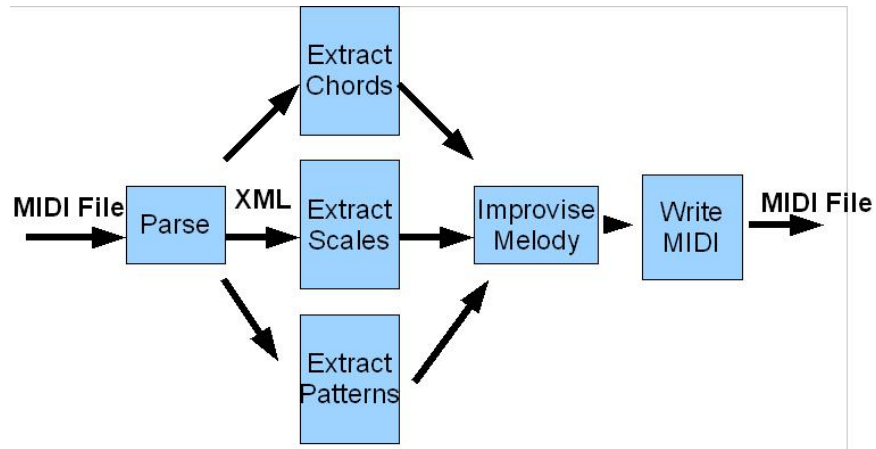 MIDI File
Parse
XML
Extract
Chords
Extract
Scales
Extract
Patterns
Improvise
Melody
Write
MIDI
MIDI File